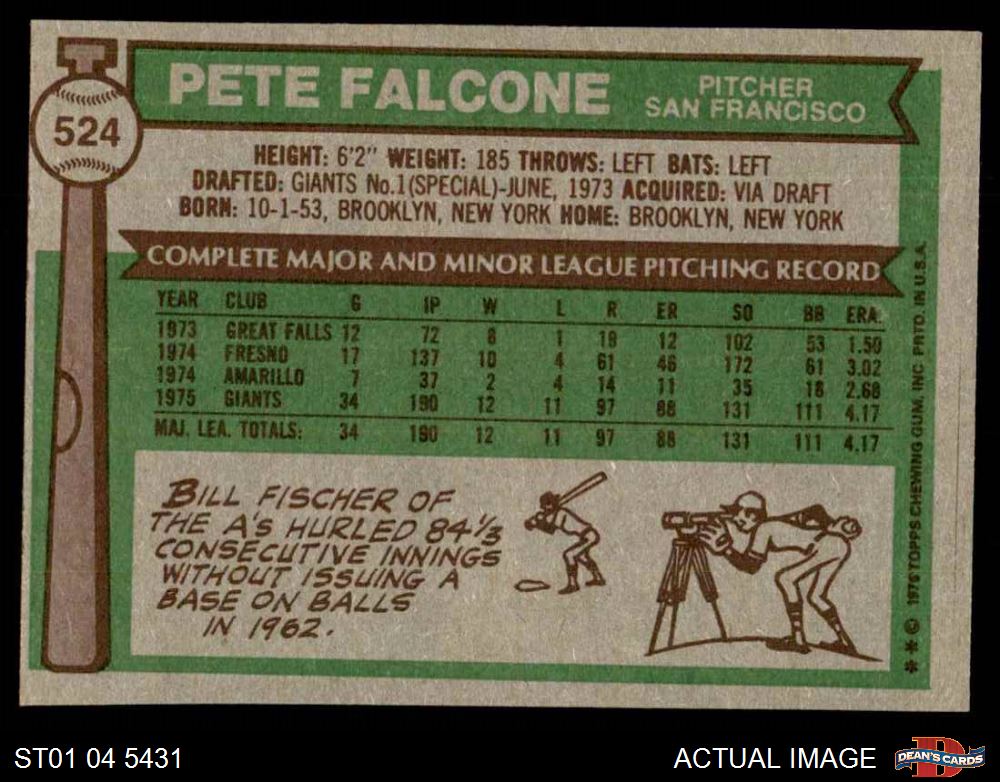 524
PETE FALCONE
PITCHER
SAN FRANCISCO
HEIGHT: 6'2" WEIGHT: 185 THROWS: LEFT BATS: LEFT
DRAFTED: GIANTS No.1(SPECIAL)-JUNE, 1973 ACQUIRED: VIA DRAFT
BORN: 10-1-53, BROOKLYN, NEW YORK HOME: BROOKLYN, NEW YORK
COMPLETE MAJOR AND MINOR LEAGUE PITCHING RECORD
YEAR CLUB G IP W L R ER SO BB ERA.
1973 GREAT FALLS 12 72 8 1 18 12 102 53 1.50
1974 FRESNO 17 137 10 4 61 46 172 61 3.02
1974 AMARILLO 7 37 2 4 14 11 35 18 2.68
1975 GIANTS 34 190 12 11 97 88 131 111 4.17
MAJ. LEA. TOTALS: 34 190 12 11 97 88 131 111 4.17
BILL FISCHER OF
THE A'S HURLED 84⅓
CONSECUTIVE INNINGS
WITHOUT ISSUING A
BASE ON BALLS
IN 1962.
** © 1976 TOPPS CHEWING GUM, INC PRTD. IN U.S.A.
ST01 04 5431
ACTUAL IMAGE
D
DEAN'S CARDS